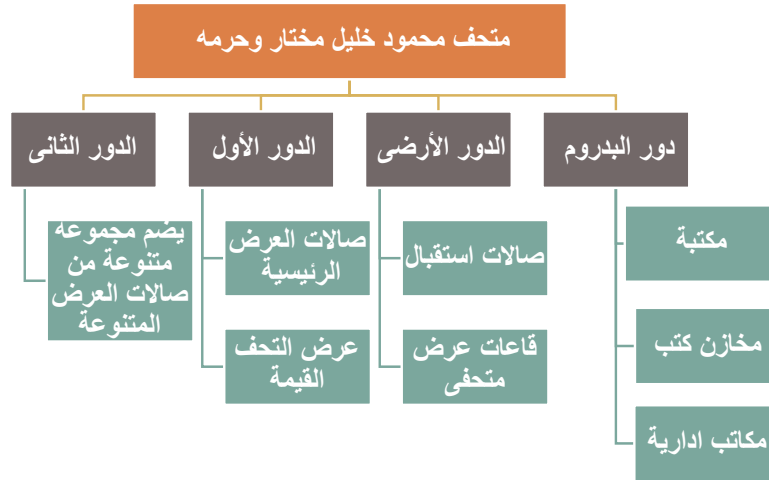 متحف محمود خليل مختار وحرمه
دور البدروم
مكتبة
مخازن كتب
مكاتب ادارية
الدور الأرضى
صالات استقبال
قاعات عرض
متحفى
الدور الأول
صالات العرض
الرئيسية
عرض التحف
القيمة
الدور الثانى
يضم مجموعة
متنوعة من
صالات العرض
المتنوعة